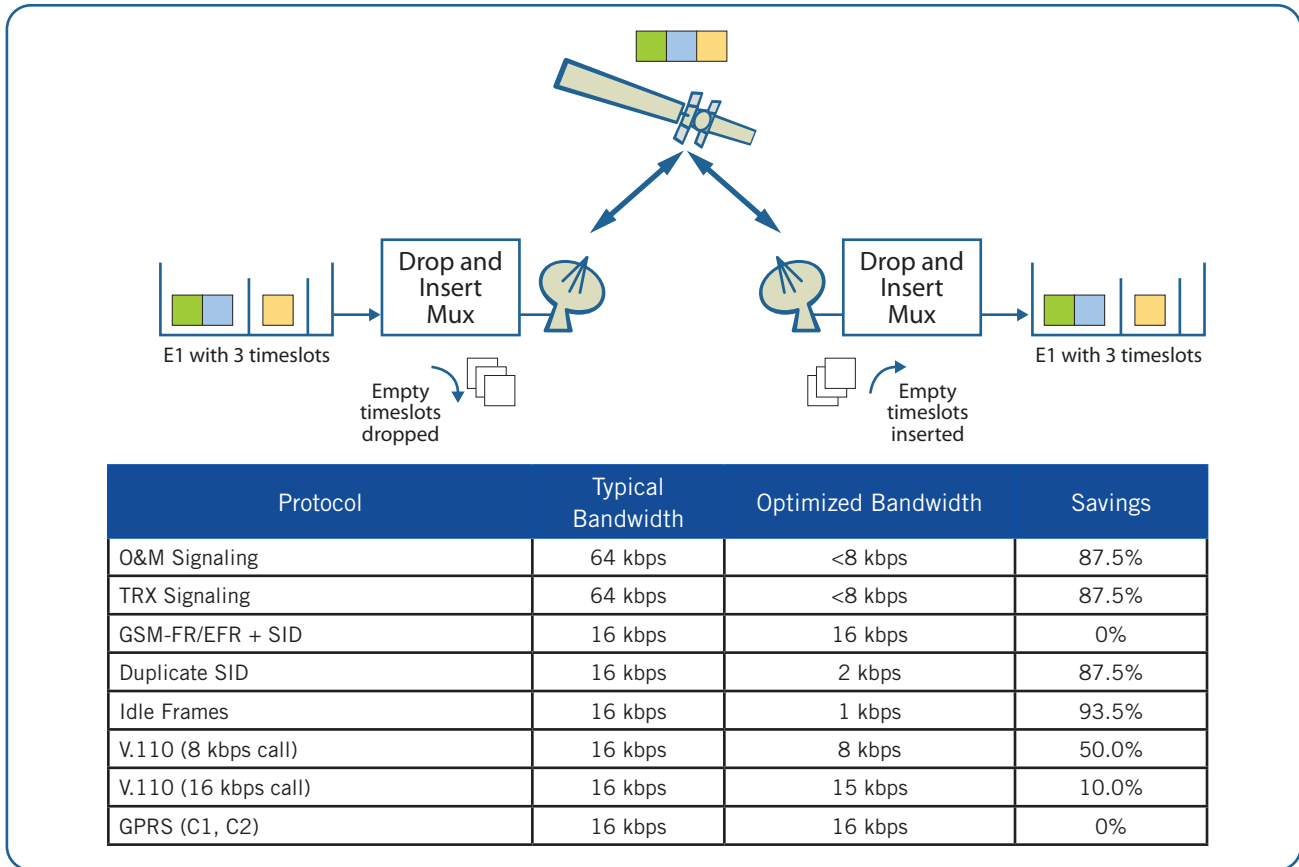 Drop and
Insert
Mux
Drop and
Insert
Mux
E1 with 3 timeslots
E1 with 3 timeslots
Empty
timeslots
dropped
Empty
timeslots
inserted
Protocol Typical Bandwidth Optimized Bandwidth Savings
O&M Signaling 64 kbps <8 kbps 87.5%
TRX Signaling 64 kbps <8 kbps 87.5%
GSM-FR/EFR + SID 16 kbps 16 kbps 0%
Duplicate SID 16 kbps 2 kbps 87.5%
Idle Frames 16 kbps 1 kbps 93.5%
V.110 (8 kbps call) 16 kbps 8 kbps 50.0%
V.110 (16 kbps call) 16 kbps 15 kbps 10.0%
GPRS (C1, C2) 16 kbps 16 kbps 0%